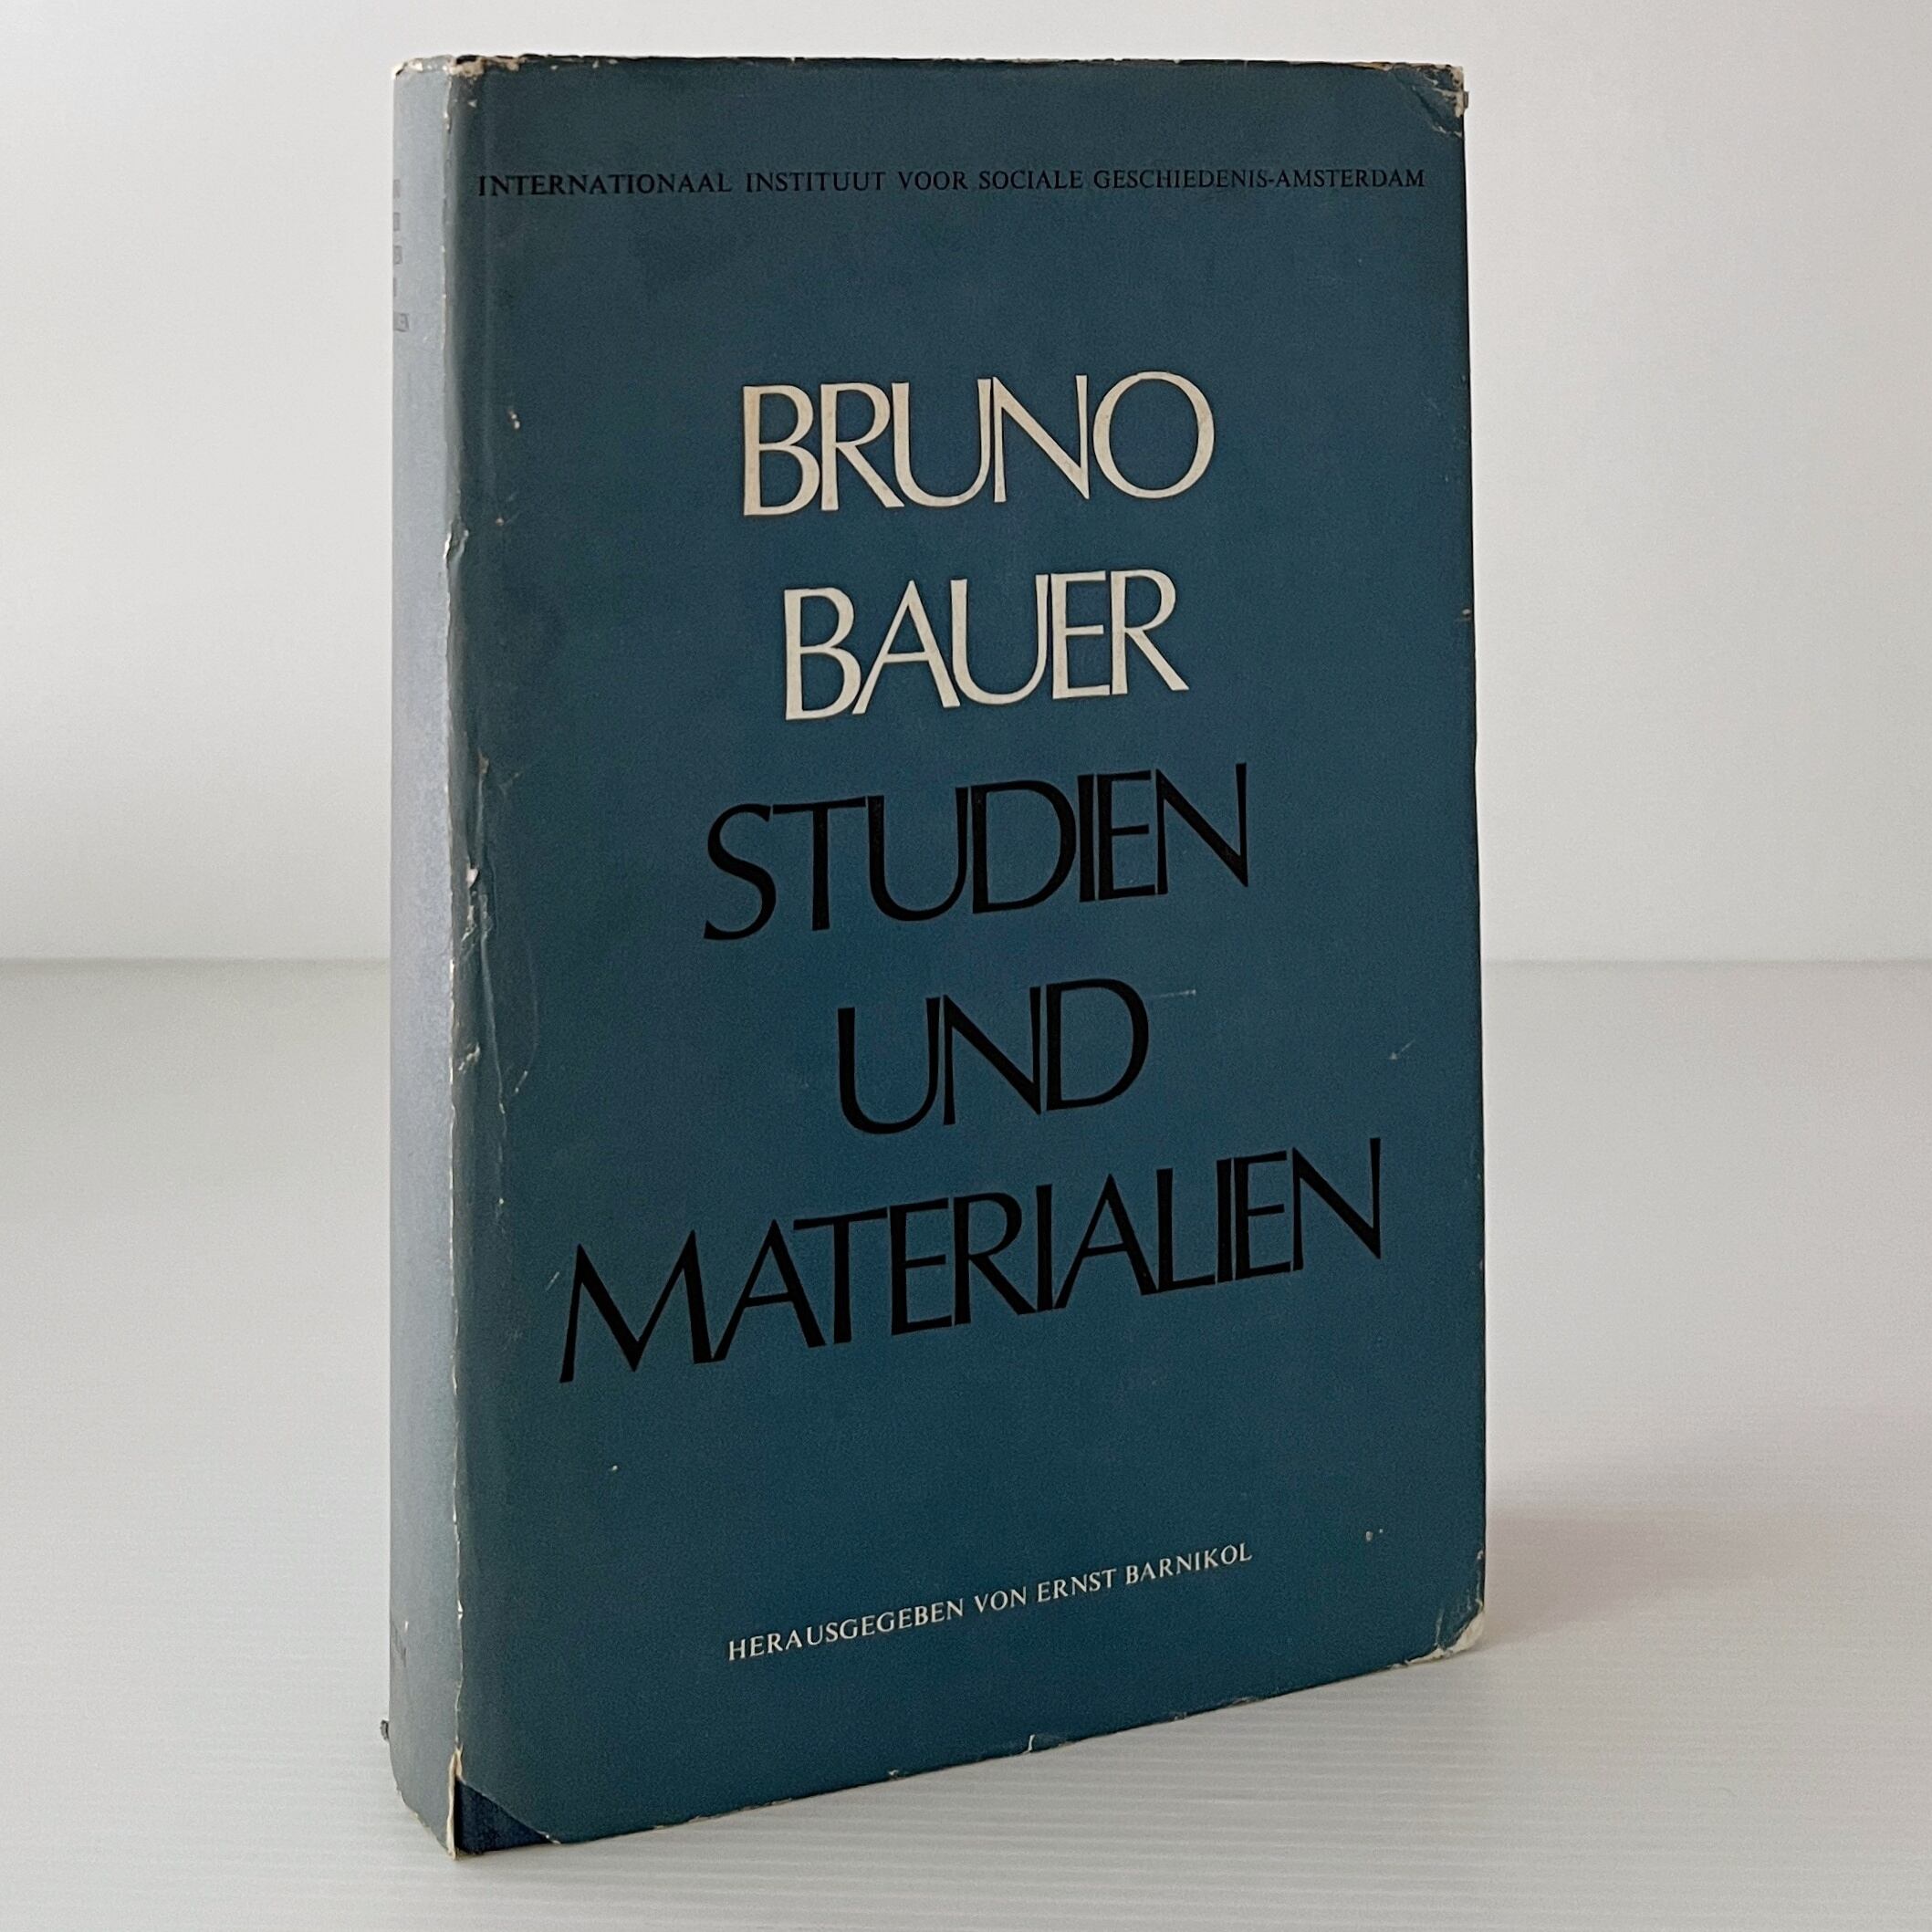 INTERNATIONAAL INSTITUUT VOOR SOCIALE GESCHIEDENIS-AMSTERDAM
BRUNO
BAUER
STUDIEN
UND
MATERIALIEN
HERAUSGEGEBEN VON ERNST BARNIKOL